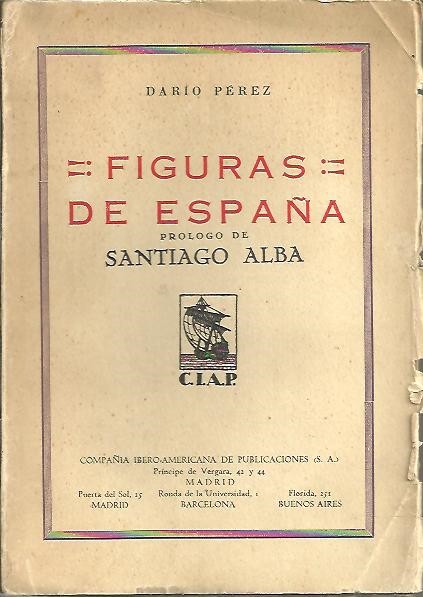 DARÍO PÉREZ
FIGURAS
DE ESPAÑA
PROLOGO DE
SANTIAGO ALBA
C.I.A.P.
COMPAÑIA IBERO-AMERICANA DE PUBLICACIONES (S. A.)
Príncipe de Vergara, 42 y 44
MADRID
Puerta del Sol, 15 Ronda de la Universidad, 1 Florida, 251
MADRID BARCELONA BUENOS AIRES